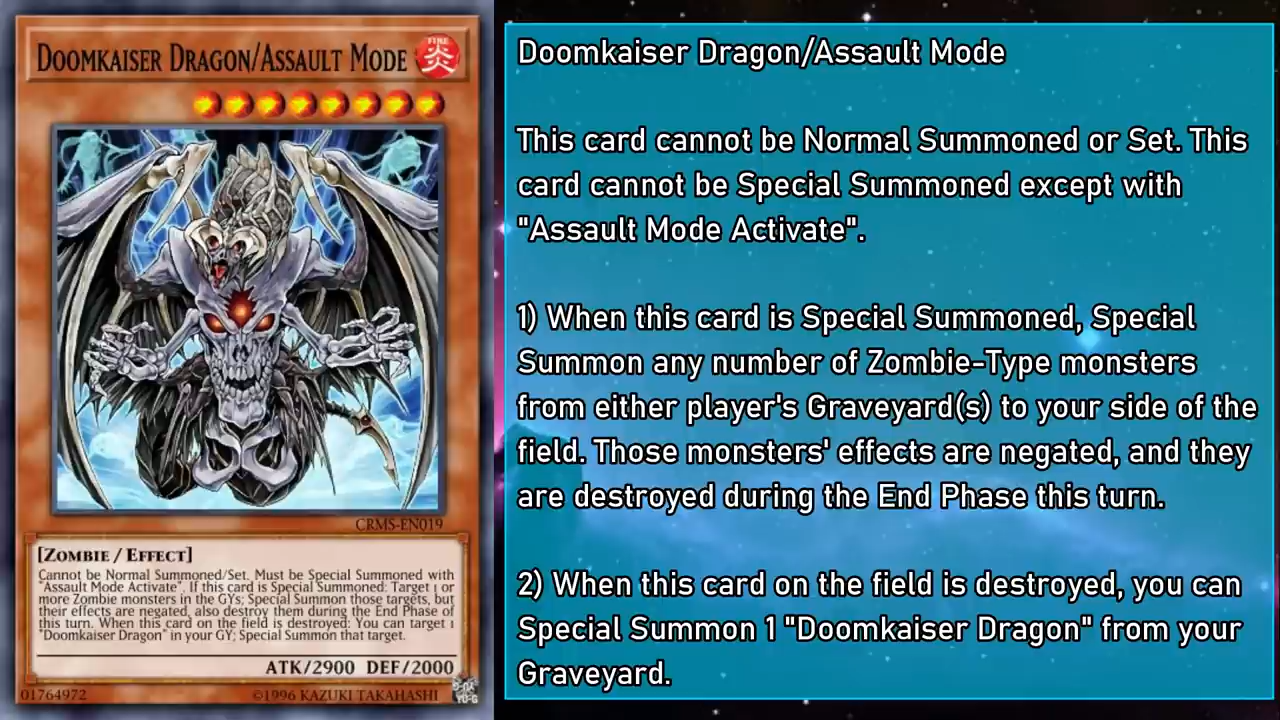 DOOMKAISER DRAGON/ASSAULT MODE
FIRE
炎
CRMS-EN019
[ZOMBIE / EFFECT]
Cannot be Normal Summoned/Set. Must be Special Summoned with
"Assault Mode Activate". If this card is Special Summoned: Target 1 or
more Zombie monsters in the GYs; Special Summon those targets, but
their effects are negated, also destroy them during the End Phase of
this turn. When this card on the field is destroyed: You can target 1
"Doomkaiser Dragon" in your GY; Special Summon that target.
ATK/2900 DEF/2000
01764972
©1996 KAZUKI TAKAHASHI
Doomkaiser Dragon/Assault Mode
This card cannot be Normal Summoned or Set. This
card cannot be Special Summoned except with
"Assault Mode Activate".
1) When this card is Special Summoned, Special
Summon any number of Zombie-Type monsters
from either player's Graveyard(s) to your side of the
field. Those monsters' effects are negated, and they
are destroyed during the End Phase this turn.
2) When this card on the field is destroyed, you can
Special Summon 1 "Doomkaiser Dragon" from your
Graveyard.